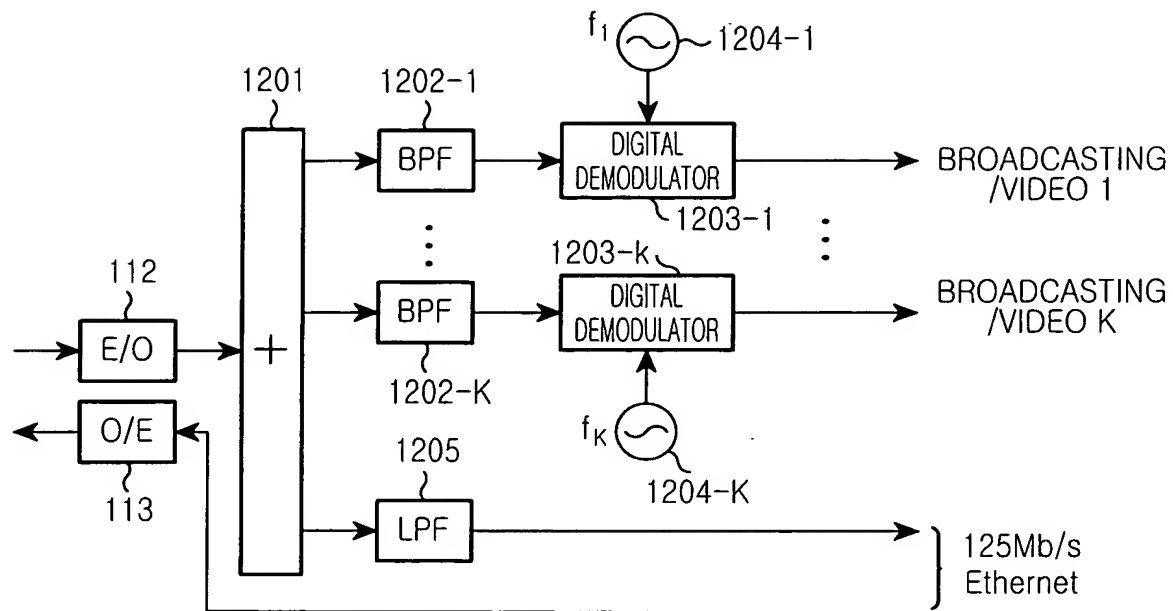 f1
1204-1
1201
1202-1
BPF
DIGITAL
DEMODULATOR
BROADCASTING
/VIDEO 1
1203-1
1203-k
112
BPF
DIGITAL
DEMODULATOR
BROADCASTING
/VIDEO K
E/O
+
1202-K
O/E
fK
1205
1204-K
113
LPF
125Mb/s
Ethernet